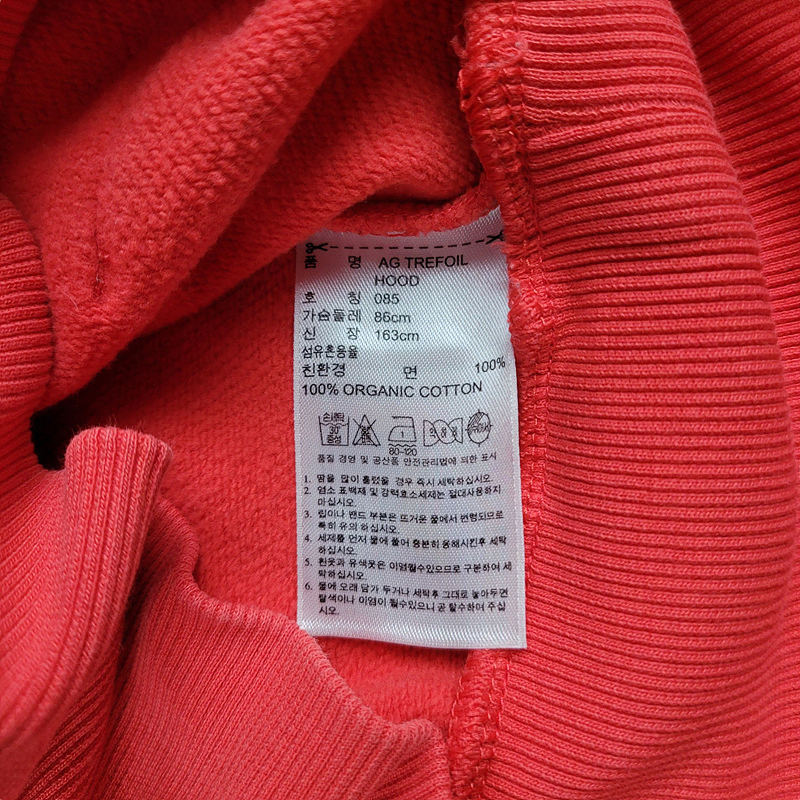 품 명 AG TREFOIL
HOOD
호 칭 085
가슴둘레 86cm
신 장 163cm
섬유혼용율
친환경 면 100%
100% ORGANIC COTTON
손세탁
30°
중성
1
60-120
품질 경영 및 공산품 안전관리법에 의한 표시
1. 땀을 많이 흘렸을 경우 즉시 세탁하십시오.
2. 염소 표백제 및 강력효소세제는 절대사용하지
마십시오.
3. 립이나 밴드 부분은 뜨거운 물에서 변형되므로
특히 유의 하십시오.
4. 세제를 먼저 물에 풀어 충분히 용해시킨후 세탁
하십시오.
5. 흰옷과 유색옷은 이염될수있으므로 구분하여 세
탁하십시오.
6. 물에 오래 담가 두거나 세탁후 그대로 놓아두면
탈색이나 이염이 될수있으니 곧 탈수하여 주십
시오.